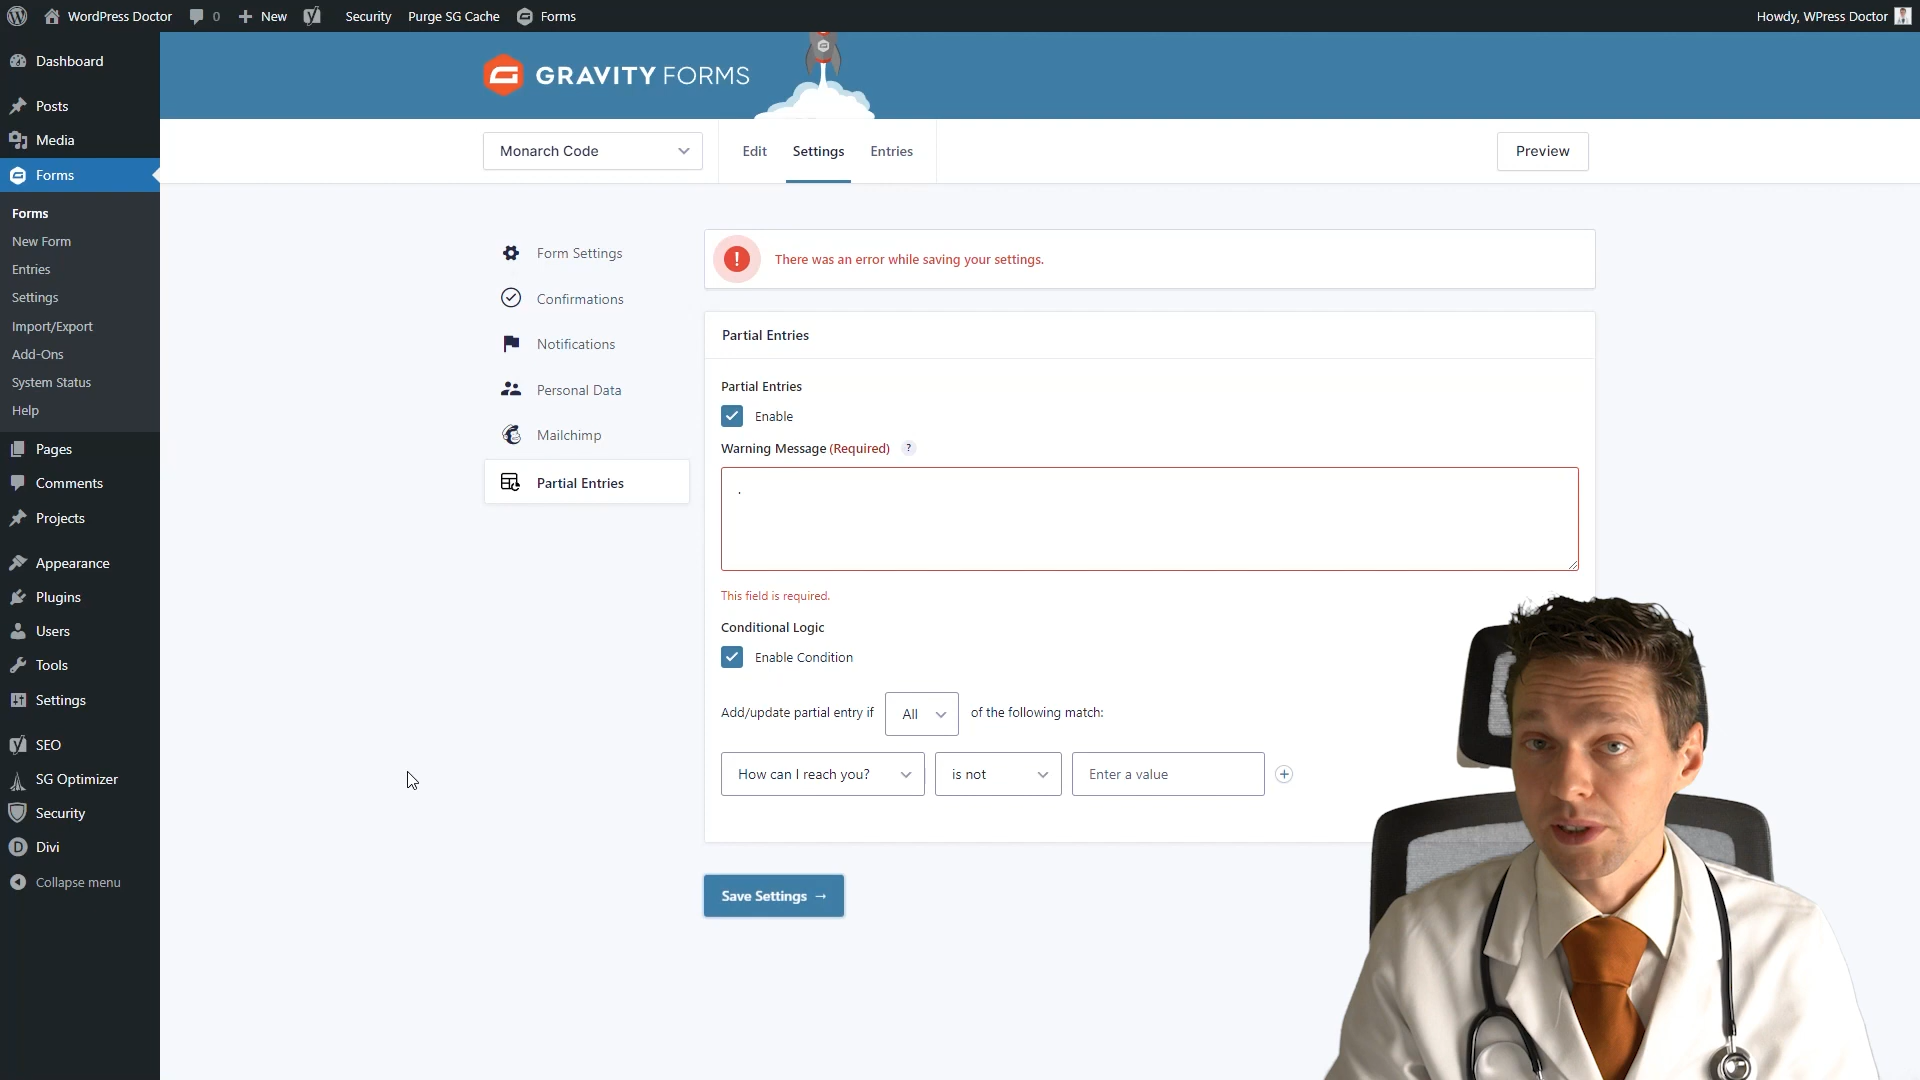 WordPress Doctor 0 New Security Purge SG Cache Forms Howdy, WPress Doctor
Dashboard
Posts
Media
Forms
Forms
New Form
Entries
Settings
Import/Export
Add-Ons
System Status
Help
Pages
Comments
Projects
Appearance
Plugins
Users
Tools
Settings
SEO
SG Optimizer
Security
Divi
Collapse menu
GRAVITY FORMS
Monarch Code Edit Settings Entries Preview
Form Settings
Confirmations
Notifications
Personal Data
Mailchimp
Partial Entries
! There was an error while saving your settings.
Partial Entries
Partial Entries
Enable
Warning Message (Required) ?
.
This field is required.
Conditional Logic
Enable Condition
Add/update partial entry if All of the following match:
How can I reach you? is not Enter a value
Save Settings →